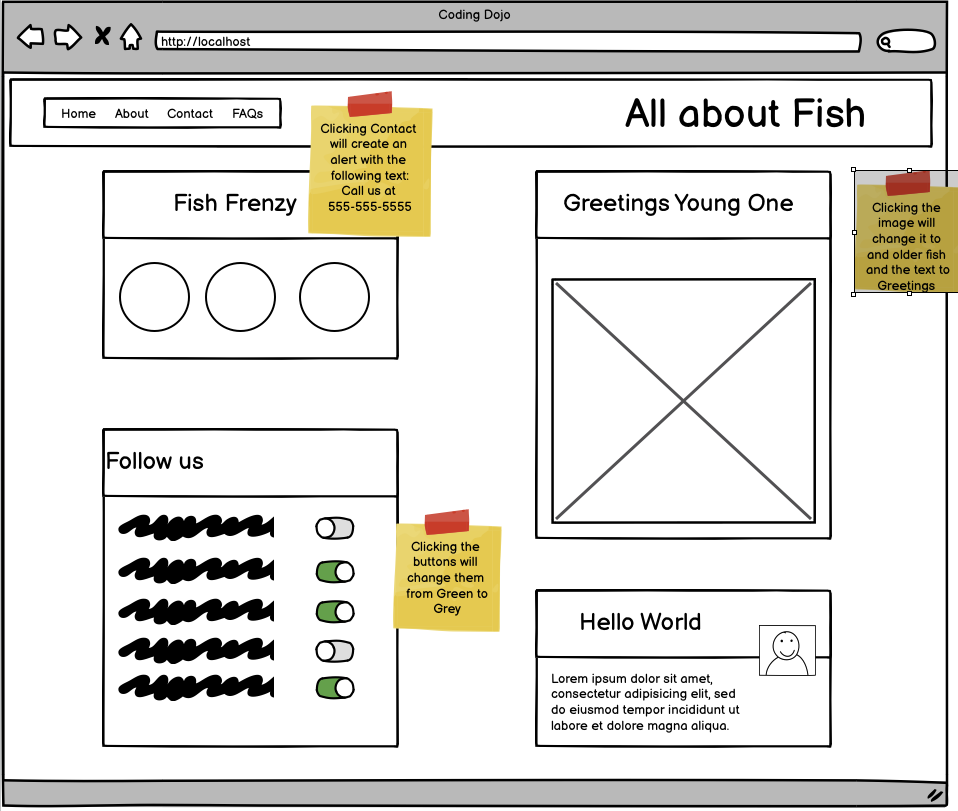 Coding Dojo
http://localhost
Home About Contact FAQs
All about Fish
Clicking Contact
will create an
alert with the
following text:
Call us at
555-555-5555
Fish Frenzy
Greetings Young One
Clicking the
image will
change it to
and older fish
and the text to
Greetings
Follow us
Clicking the
buttons will
change them
from Green to
Grey
Hello World
Lorem ipsum dolor sit amet,
consectetur adipisicing elit, sed
do eiusmod tempor incididunt ut
labore et dolore magna aliqua.